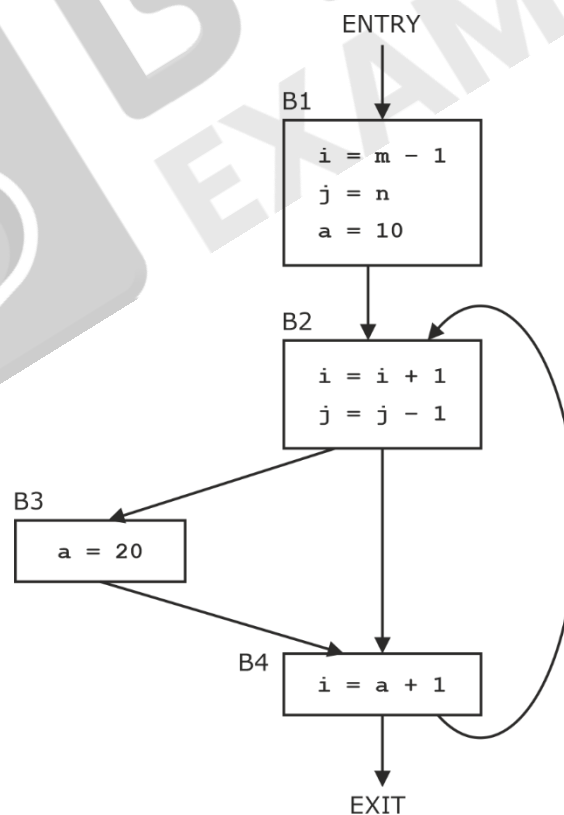 ENTRY
B1
i = m − 1
j = n
a = 10
B2
i = i + 1
j = j − 1
B3
a = 20
B4
i = a + 1
EXIT